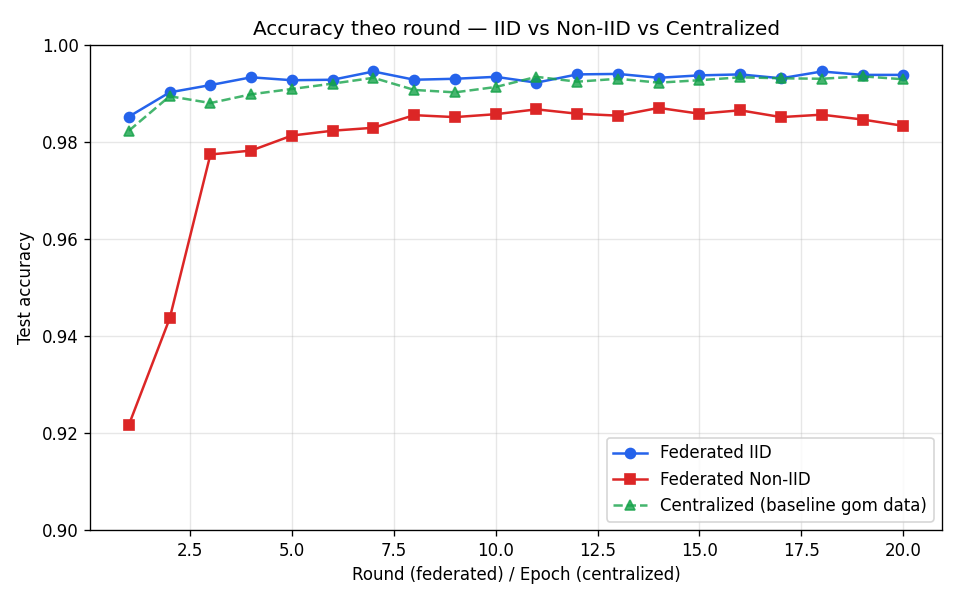 Accuracy theo round — IID vs Non-IID vs Centralized
1.00
0.98
0.96
0.94
0.92
0.90
Test accuracy
2.5 5.0 7.5 10.0 12.5 15.0 17.5 20.0
Round (federated) / Epoch (centralized)
Federated IID
Federated Non-IID
Centralized (baseline gom data)